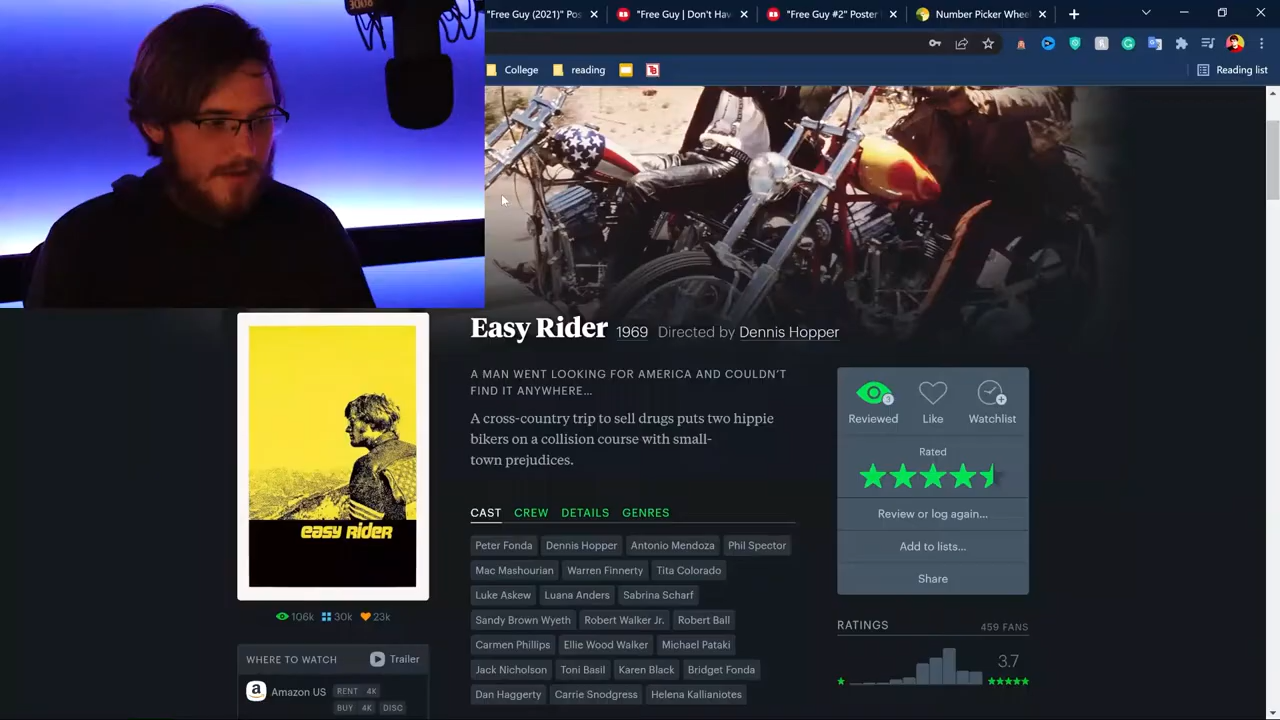 "Free Guy (2021)" Pos
"Free Guy | Don't Hav
"Free Guy #2" Poster
Number Picker Whee
College
reading
Reading list
Easy Rider 1969 Directed by Dennis Hopper
A MAN WENT LOOKING FOR AMERICA AND COULDN'T
FIND IT ANYWHERE…
A cross-country trip to sell drugs puts two hippie
bikers on a collision course with small-
town prejudices.
CAST CREW DETAILS GENRES
Peter Fonda Dennis Hopper Antonio Mendoza Phil Spector
Mac Mashourian Warren Finnerty Tita Colorado
Luke Askew Luana Anders Sabrina Scharf
Sandy Brown Wyeth Robert Walker Jr. Robert Ball
Carmen Phillips Ellie Wood Walker Michael Pataki
Jack Nicholson Toni Basil Karen Black Bridget Fonda
Dan Haggerty Carrie Snodgress Helena Kallianiotes
easy rider
106k 30k 23k
WHERE TO WATCH Trailer
Amazon US RENT 4K
BUY 4K DISC
3
Reviewed Like Watchlist
Rated
Review or log again…
Add to lists…
Share
RATINGS 459 FANS
3.7